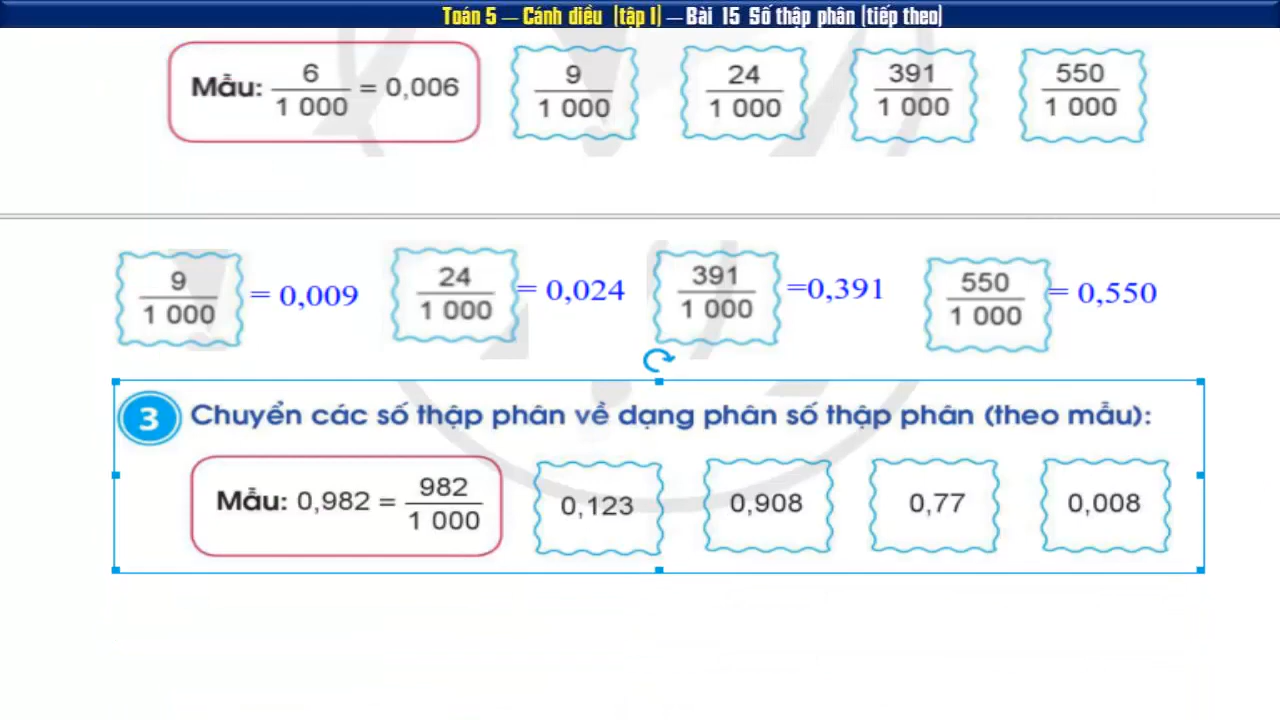 Toán 5 – Cánh diều (tập 1) – Bài 15 Số thập phân (tiếp theo)
Mẫu: 6/1 000 = 0,006 9/1 000 24/1 000 391/1 000 550/1 000
9/1 000 = 0,009 24/1 000 = 0,024 391/1 000 =0,391 550/1 000 = 0,550
3 Chuyển các số thập phân về dạng phân số thập phân (theo mẫu):
Mẫu: 0,982 = 982/1 000 0,123 0,908 0,77 0,008